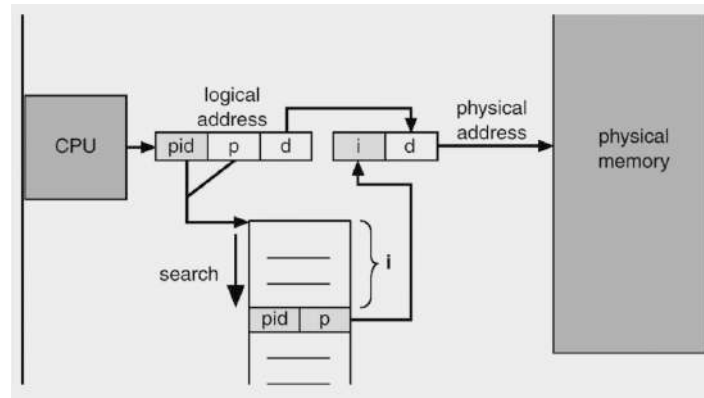 logical
address
physical
address
CPU
pid p d
i d
physical
memory
search
i
pid p